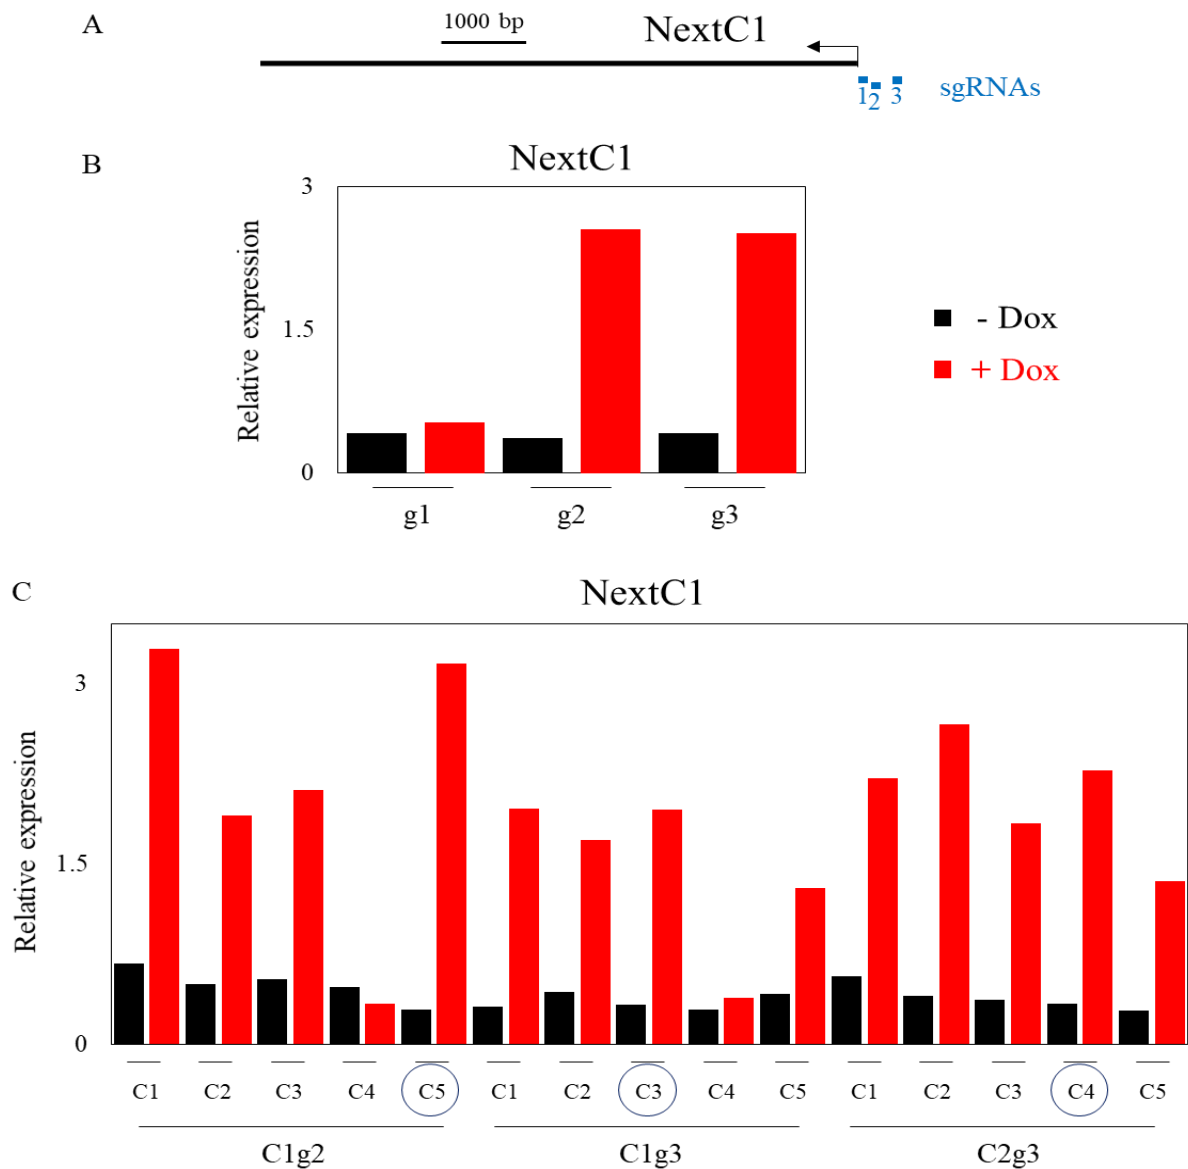 A
1000 bp
NextC1
1 2 3
sgRNAs
B
NextC1
3
1.5
0
Relative expression
g1 g2 g3
- Dox
+ Dox
C
NextC1
3
1.5
0
Relative expression
C1 C2 C3 C4 C5 C1 C2 C3 C4 C5 C1 C2 C3 C4 C5
C1g2 C1g3 C2g3